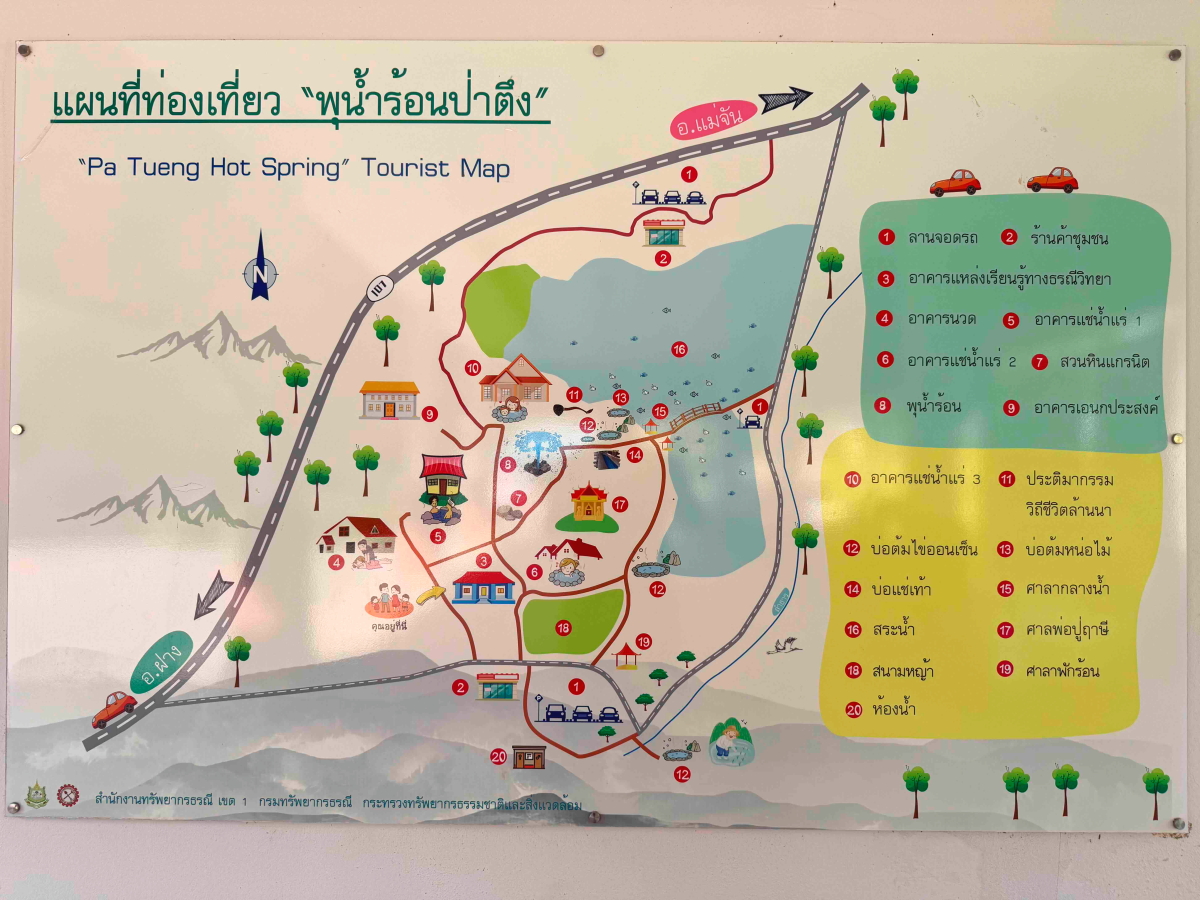 แผนที่ท่องเที่ยว “พุน้ำร้อนป่าตึง”
“Pa Tueng Hot Spring” Tourist Map
อ.แม่จัน
1
2
N
107
16
10
11
13
15
1
9
12
14
8
7
17
5
4
3
6
12
คุณอยู่ที่นี่
18
19
อ.ฝาง
2
1
20
12
P
1 ลานจอดรถ 2 ร้านค้าชุมชน
3 อาคารแหล่งเรียนรู้ทางธรณีวิทยา
4 อาคารนวด 5 อาคารแช่น้ำแร่ 1
6 อาคารแช่น้ำแร่ 2 7 สวนหินแกรนิต
8 พุน้ำร้อน 9 อาคารเอนกประสงค์
10 อาคารแช่น้ำแร่ 3 11 ประติมากรรม
วิถีชีวิตล้านนา
12 บ่อต้มไข่ออนเซ็น 13 บ่อต้มหน่อไม้
14 บ่อแช่เท้า 15 ศาลากลางน้ำ
16 สระน้ำ 17 ศาลพ่อปู่ฤาษี
18 สนามหญ้า 19 ศาลาพักร้อน
20 ห้องน้ำ
สำนักงานทรัพยากรธรณี เขต 1 กรมทรัพยากรธรณี กระทรวงทรัพยากรธรรมชาติและสิ่งแวดล้อม